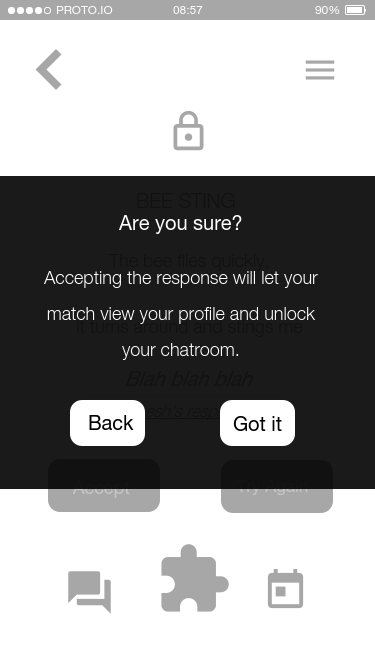 PROTO.IO 08:57 90%
BEE STING
Are you sure?
The bee flies quickly.
Accepting the response will let your
match view your profile and unlock
It turns around and stings me
your chatroom.
Blah blah blah
Back Got it
Accept Try Again